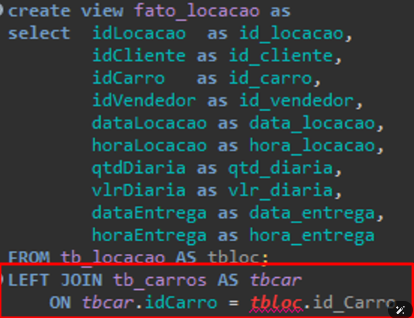 create view fato_locacao as
select idLocacao as id_locacao,
idCliente as id_cliente,
idCarro as id_carro,
idVendedor as id_vendedor,
dataLocacao as data_locacao,
horaLocacao as hora_locacao,
qtdDiaria as qtd_diaria,
vlrDiaria as vlr_diaria,
dataEntrega as data_entrega,
horaEntrega as hora_entrega
FROM tb_locacao AS tbloc;
LEFT JOIN tb_carros AS tbcar
ON tbcar.idCarro = tbloc.id_Carro